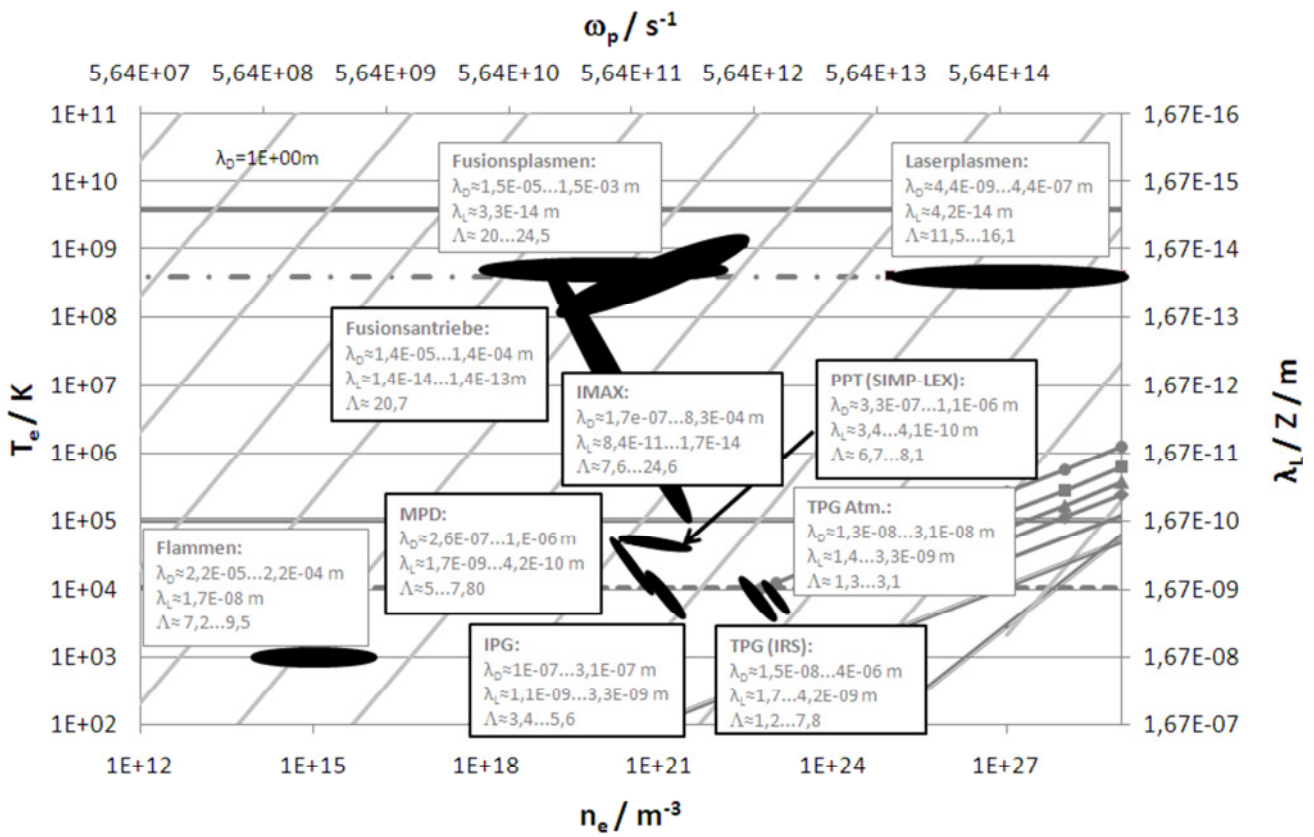 ωₚ / s⁻¹
5,64E+07 5,64E+08 5,64E+09 5,64E+10 5,64E+11 5,64E+12 5,64E+13 5,64E+14
1E+11
1E+10
1E+09
1E+08
1E+07
1E+06
1E+05
1E+04
1E+03
1E+02
Tₑ / K
λ_D=1E+00m
Fusionsplasmen:
λ_D≈1,5E-05...1,5E-03 m
λ_L≈3,3E-14 m
Λ≈ 20...24,5
Laserplasmen:
λ_D≈4,4E-09...4,4E-07 m
λ_L≈4,2E-14 m
Λ≈11,5...16,1
Fusionsantriebe:
λ_D≈1,4E-05...1,4E-04 m
λ_L≈1,4E-14...1,4E-13m
Λ≈ 20,7
IMAX:
λ_D≈1,7e-07...8,3E-04 m
λ_L≈8,4E-11...1,7E-14
Λ≈7,6...24,6
PPT (SIMP-LEX):
λ_D≈3,3E-07...1,1E-06 m
λ_L≈3,4...4,1E-10 m
Λ≈ 6,7...8,1
MPD:
λ_D≈2,6E-07...1,E-06 m
λ_L≈1,7E-09...4,2E-10 m
Λ≈5...7,80
TPG Atm.:
λ_D≈1,3E-08...3,1E-08 m
λ_L≈1,4...3,3E-09 m
Λ≈ 1,3...3,1
Flammen:
λ_D≈2,2E-05...2,2E-04 m
λ_L≈1,7E-08 m
Λ≈ 7,2...9,5
IPG:
λ_D≈1E-07...3,1E-07 m
λ_L≈1,1E-09...3,3E-09 m
Λ≈3,4...5,6
TPG (IRS):
λ_D≈1,5E-08...4E-06 m
λ_L≈1,7...4,2E-09 m
Λ≈1,2...7,8
1,67E-16
1,67E-15
1,67E-14
1,67E-13
1,67E-12
1,67E-11
1,67E-10
1,67E-09
1,67E-08
1,67E-07
λ_L / Z / m
1E+12 1E+15 1E+18 1E+21 1E+24 1E+27
nₑ / m⁻³